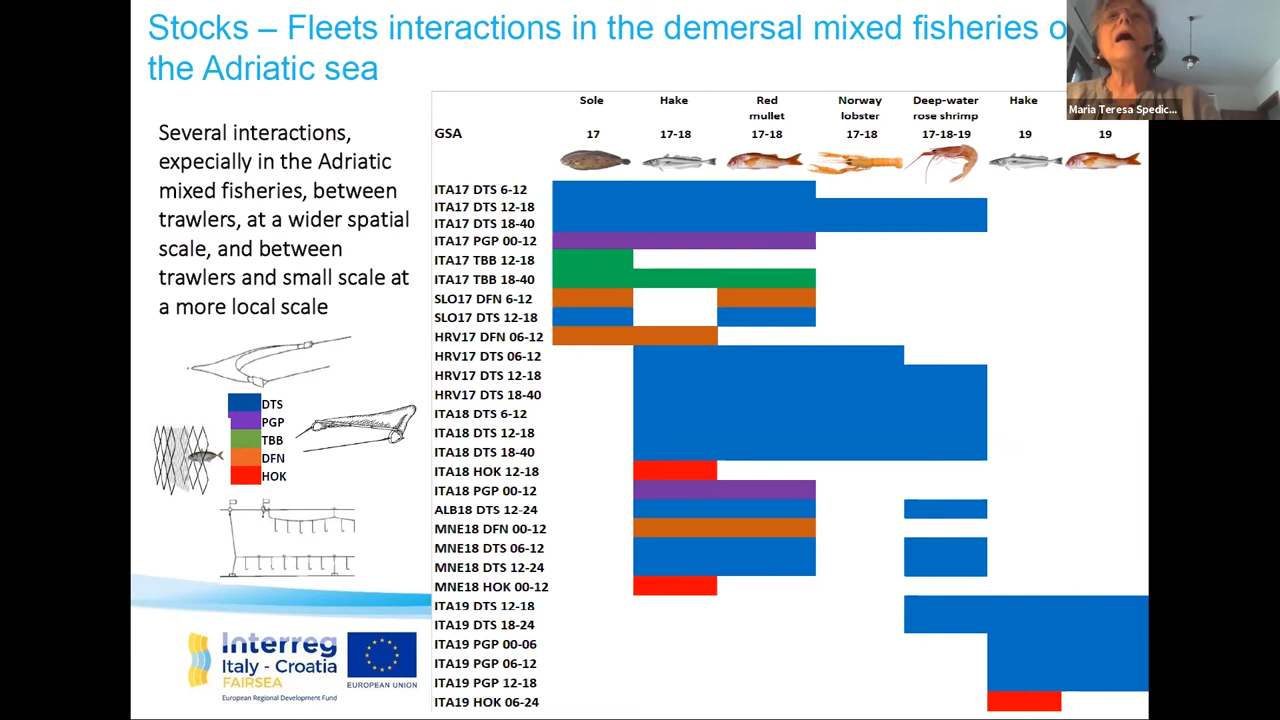 Stocks – Fleets interactions in the demersal mixed fisheries o
the Adriatic sea
Maria Teresa Spedic...
Several interactions,
expecially in the Adriatic
mixed fisheries, between
trawlers, at a wider spatial
scale, and between
trawlers and small scale at
a more local scale
DTS
PGP
TBB
DFN
HOK
Interreg
Italy - Croatia
FAIRSEA
European Regional Development Fund
EUROPEAN UNION
Sole Hake Red mullet Norway lobster Deep-water rose shrimp Hake
GSA 17 17-18 17-18 17-18 17-18-19 19 19
ITA17 DTS 6-12
ITA17 DTS 12-18
ITA17 DTS 18-40
ITA17 PGP 00-12
ITA17 TBB 12-18
ITA17 TBB 18-40
SLO17 DFN 6-12
SLO17 DTS 12-18
HRV17 DFN 06-12
HRV17 DTS 06-12
HRV17 DTS 12-18
HRV17 DTS 18-40
ITA18 DTS 6-12
ITA18 DTS 12-18
ITA18 DTS 18-40
ITA18 HOK 12-18
ITA18 PGP 00-12
ALB18 DTS 12-24
MNE18 DFN 00-12
MNE18 DTS 06-12
MNE18 DTS 12-24
MNE18 HOK 00-12
ITA19 DTS 12-18
ITA19 DTS 18-24
ITA19 PGP 00-06
ITA19 PGP 06-12
ITA19 PGP 12-18
ITA19 HOK 06-24